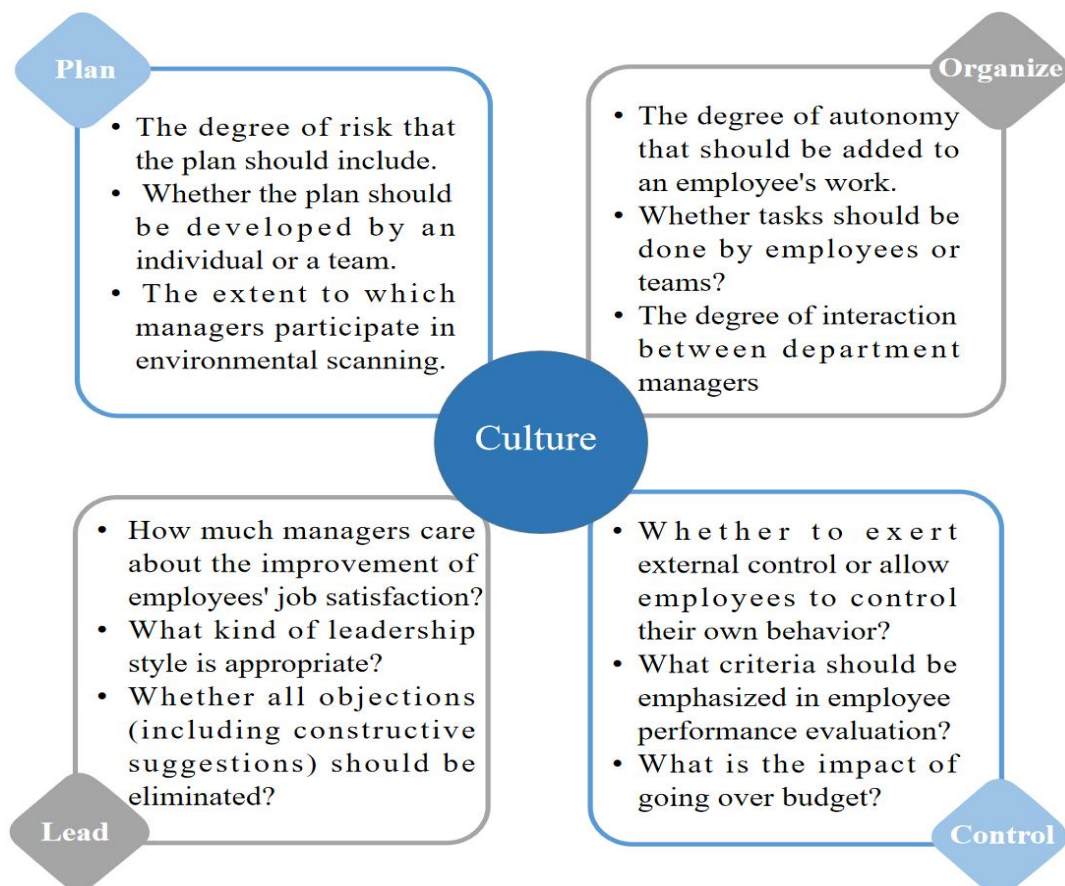 Plan
• The degree of risk that
the plan should include.
• Whether the plan should
be developed by an
individual or a team.
• The extent to which
managers participate in
environmental scanning.
Organize
• The degree of autonomy
that should be added to
an employee's work.
• Whether tasks should be
done by employees or
teams?
• The degree of interaction
between department
managers
Culture
• How much managers care
about the improvement of
employees' job satisfaction?
• What kind of leadership
style is appropriate?
• Whether all objections
(including constructive
suggestions) should be
eliminated?
Lead
• Whether to exert
external control or allow
employees to control
their own behavior?
• What criteria should be
emphasized in employee
performance evaluation?
• What is the impact of
going over budget?
Control